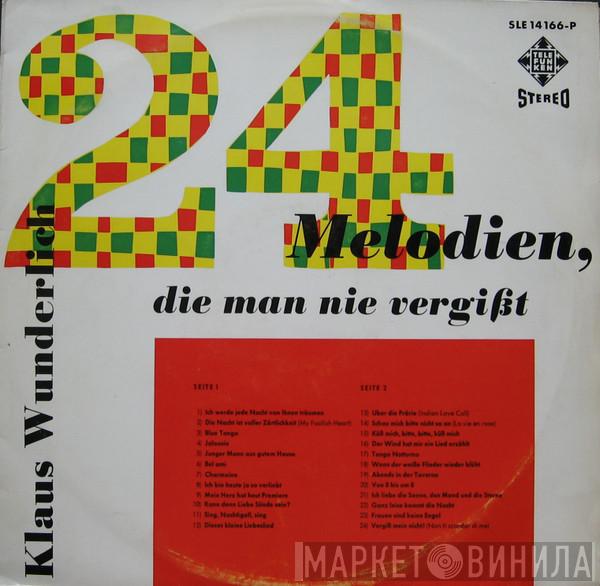 SLE 14166-P
TELE
FUN
KEN
STEREO
24
Melodien,
die man nie vergißt
Klaus Wunderlich
SEITE 1
1) Ich werde jede Nacht von Ihnen träumen
2) Die Nacht ist voller Zärtlichkeit (My Foolish Heart)
3) Blue Tango
4) Jalousie
5) Junger Mann aus gutem Hause
6) Bel ami
7) Charmaine
8) Ich bin heute ja so verliebt
9) Mein Herz hat heut Premiere
10) Kann denn Liebe Sünde sein?
11) Sing, Nachtigall, sing
12) Dieses kleine Liebeslied
SEITE 2
13) Über die Prärie (Indian Love Call)
14) Schau mich bitte nicht so an (La vie en rose)
15) Küß mich, bitte, bitte, küß mich
16) Der Wind hat mir ein Lied erzählt
17) Tango Notturno
18) Wenn der weiße Flieder wieder blüht
19) Abends in der Taverne
20) Von 8 bis um 8
21) Ich liebe die Sonne, den Mond und die Sterne
22) Ganz leise kommt die Nacht
23) Frauen sind keine Engel
24) Vergiß mein nicht! (Non ti scordar di me)
МАРКЕТ ВИНИЛА